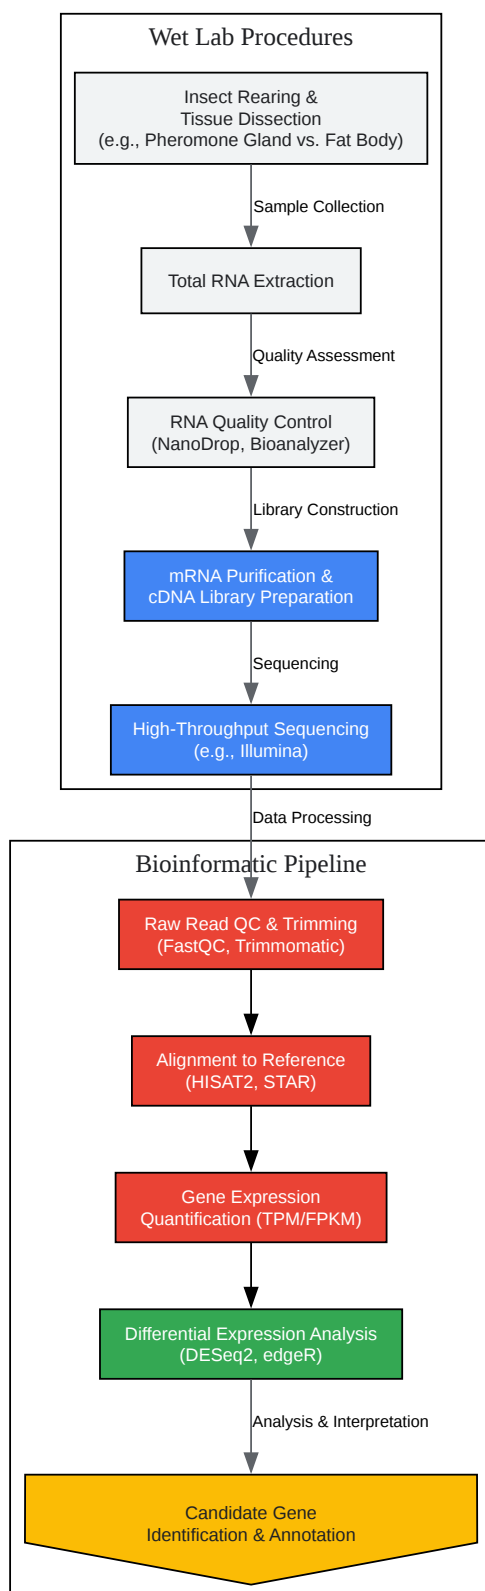 Wet Lab Procedures
Insect Rearing &
Tissue Dissection
(e.g., Pheromone Gland vs. Fat Body)
Sample Collection
Total RNA Extraction
Quality Assessment
RNA Quality Control
(NanoDrop, Bioanalyzer)
Library Construction
mRNA Purification &
cDNA Library Preparation
Sequencing
High-Throughput Sequencing
(e.g., Illumina)
Data Processing
Bioinformatic Pipeline
Raw Read QC & Trimming
(FastQC, Trimmomatic)
Alignment to Reference
(HISAT2, STAR)
Gene Expression
Quantification (TPM/FPKM)
Differential Expression Analysis
(DESeq2, edgeR)
Analysis & Interpretation
Candidate Gene
Identification & Annotation